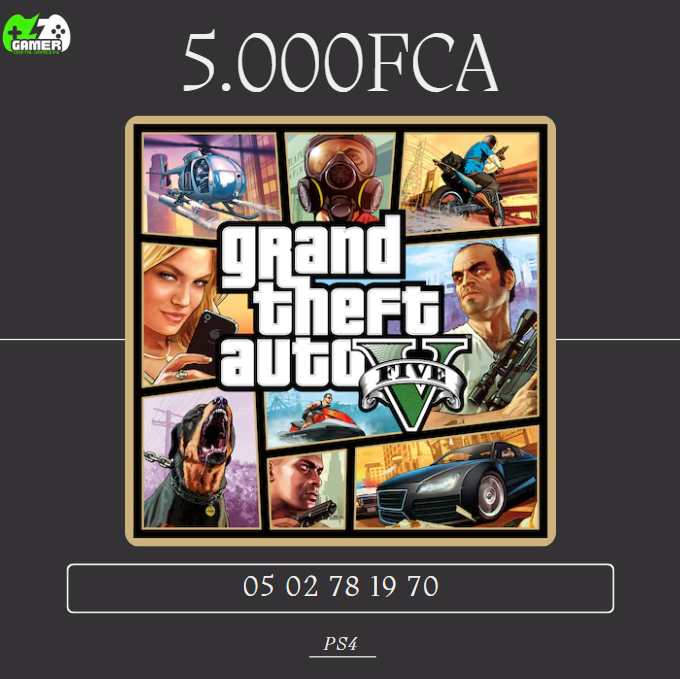 GAMER
5.000FCA
grand
theft
auto V
FIVE
05 02 78 19 70
PS4